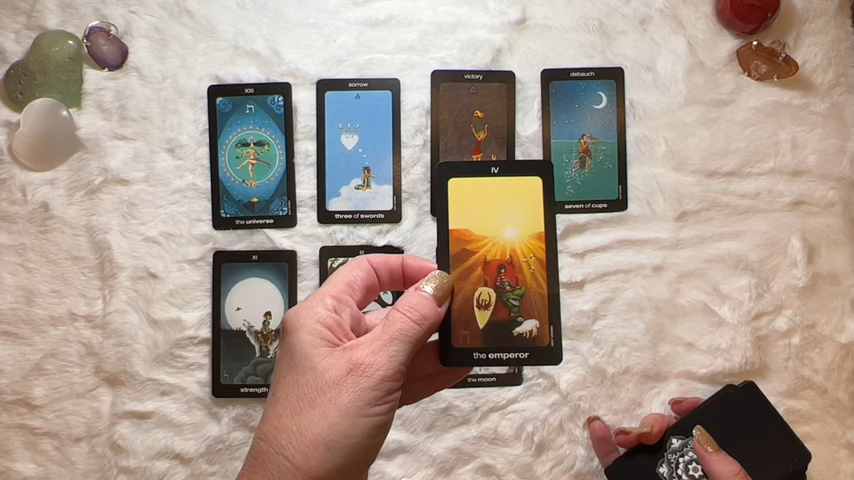 XXI
the universe
sorrow
three of swords
victory
debauch
seven of cups
XI
strength
IV
the emperor
the moon